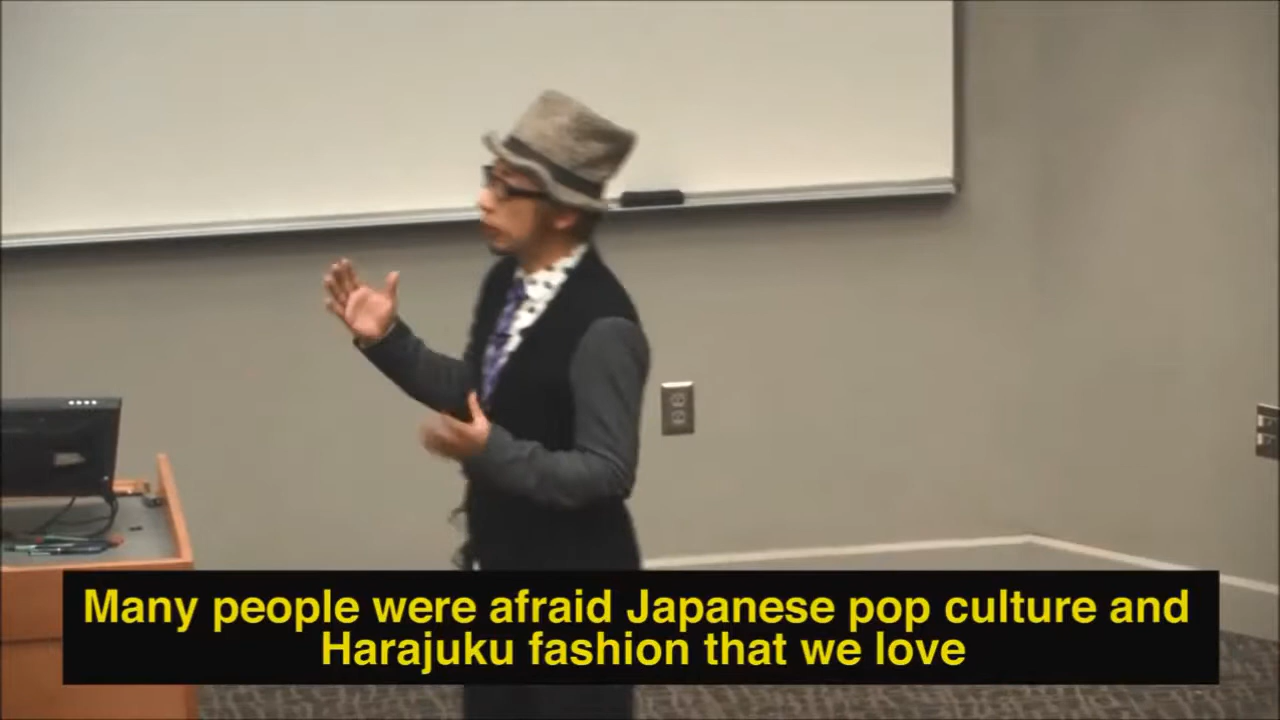 Many people were afraid Japanese pop culture and
Harajuku fashion that we love